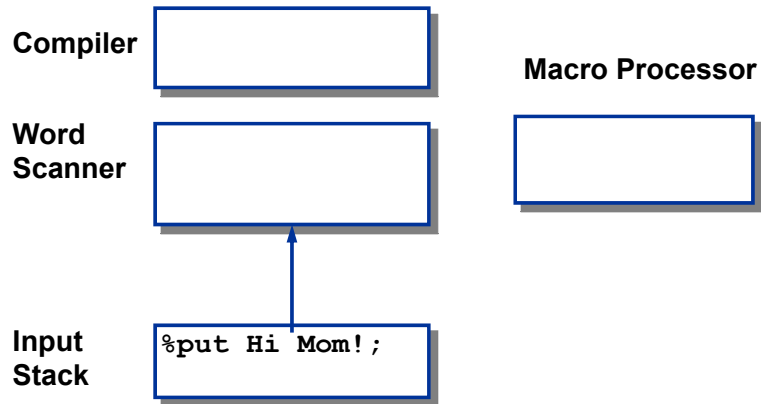 Compiler
Macro Processor
Word
Scanner
Input
Stack
%put Hi Mom!;